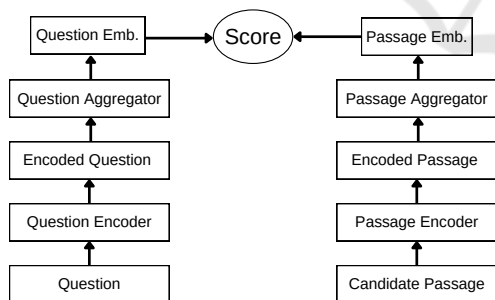 Question Emb.
Score
Passage Emb.
Question Aggregator
Passage Aggregator
Encoded Question
Encoded Passage
Question Encoder
Passage Encoder
Question
Candidate Passage